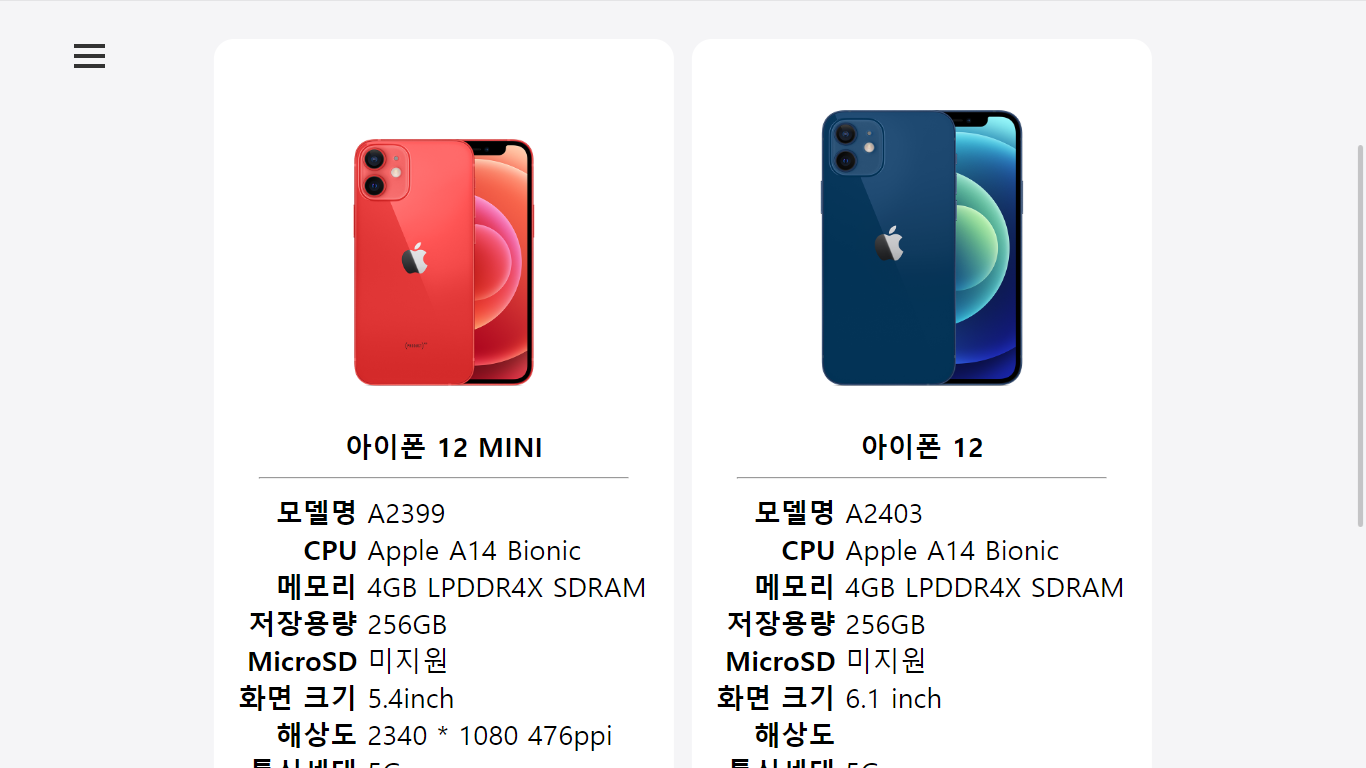 아이폰 12 MINI
모델명 A2399
CPU Apple A14 Bionic
메모리 4GB LPDDR4X SDRAM
저장용량 256GB
MicroSD 미지원
화면 크기 5.4inch
해상도 2340 * 1080 476ppi
아이폰 12
모델명 A2403
CPU Apple A14 Bionic
메모리 4GB LPDDR4X SDRAM
저장용량 256GB
MicroSD 미지원
화면 크기 6.1 inch
해상도